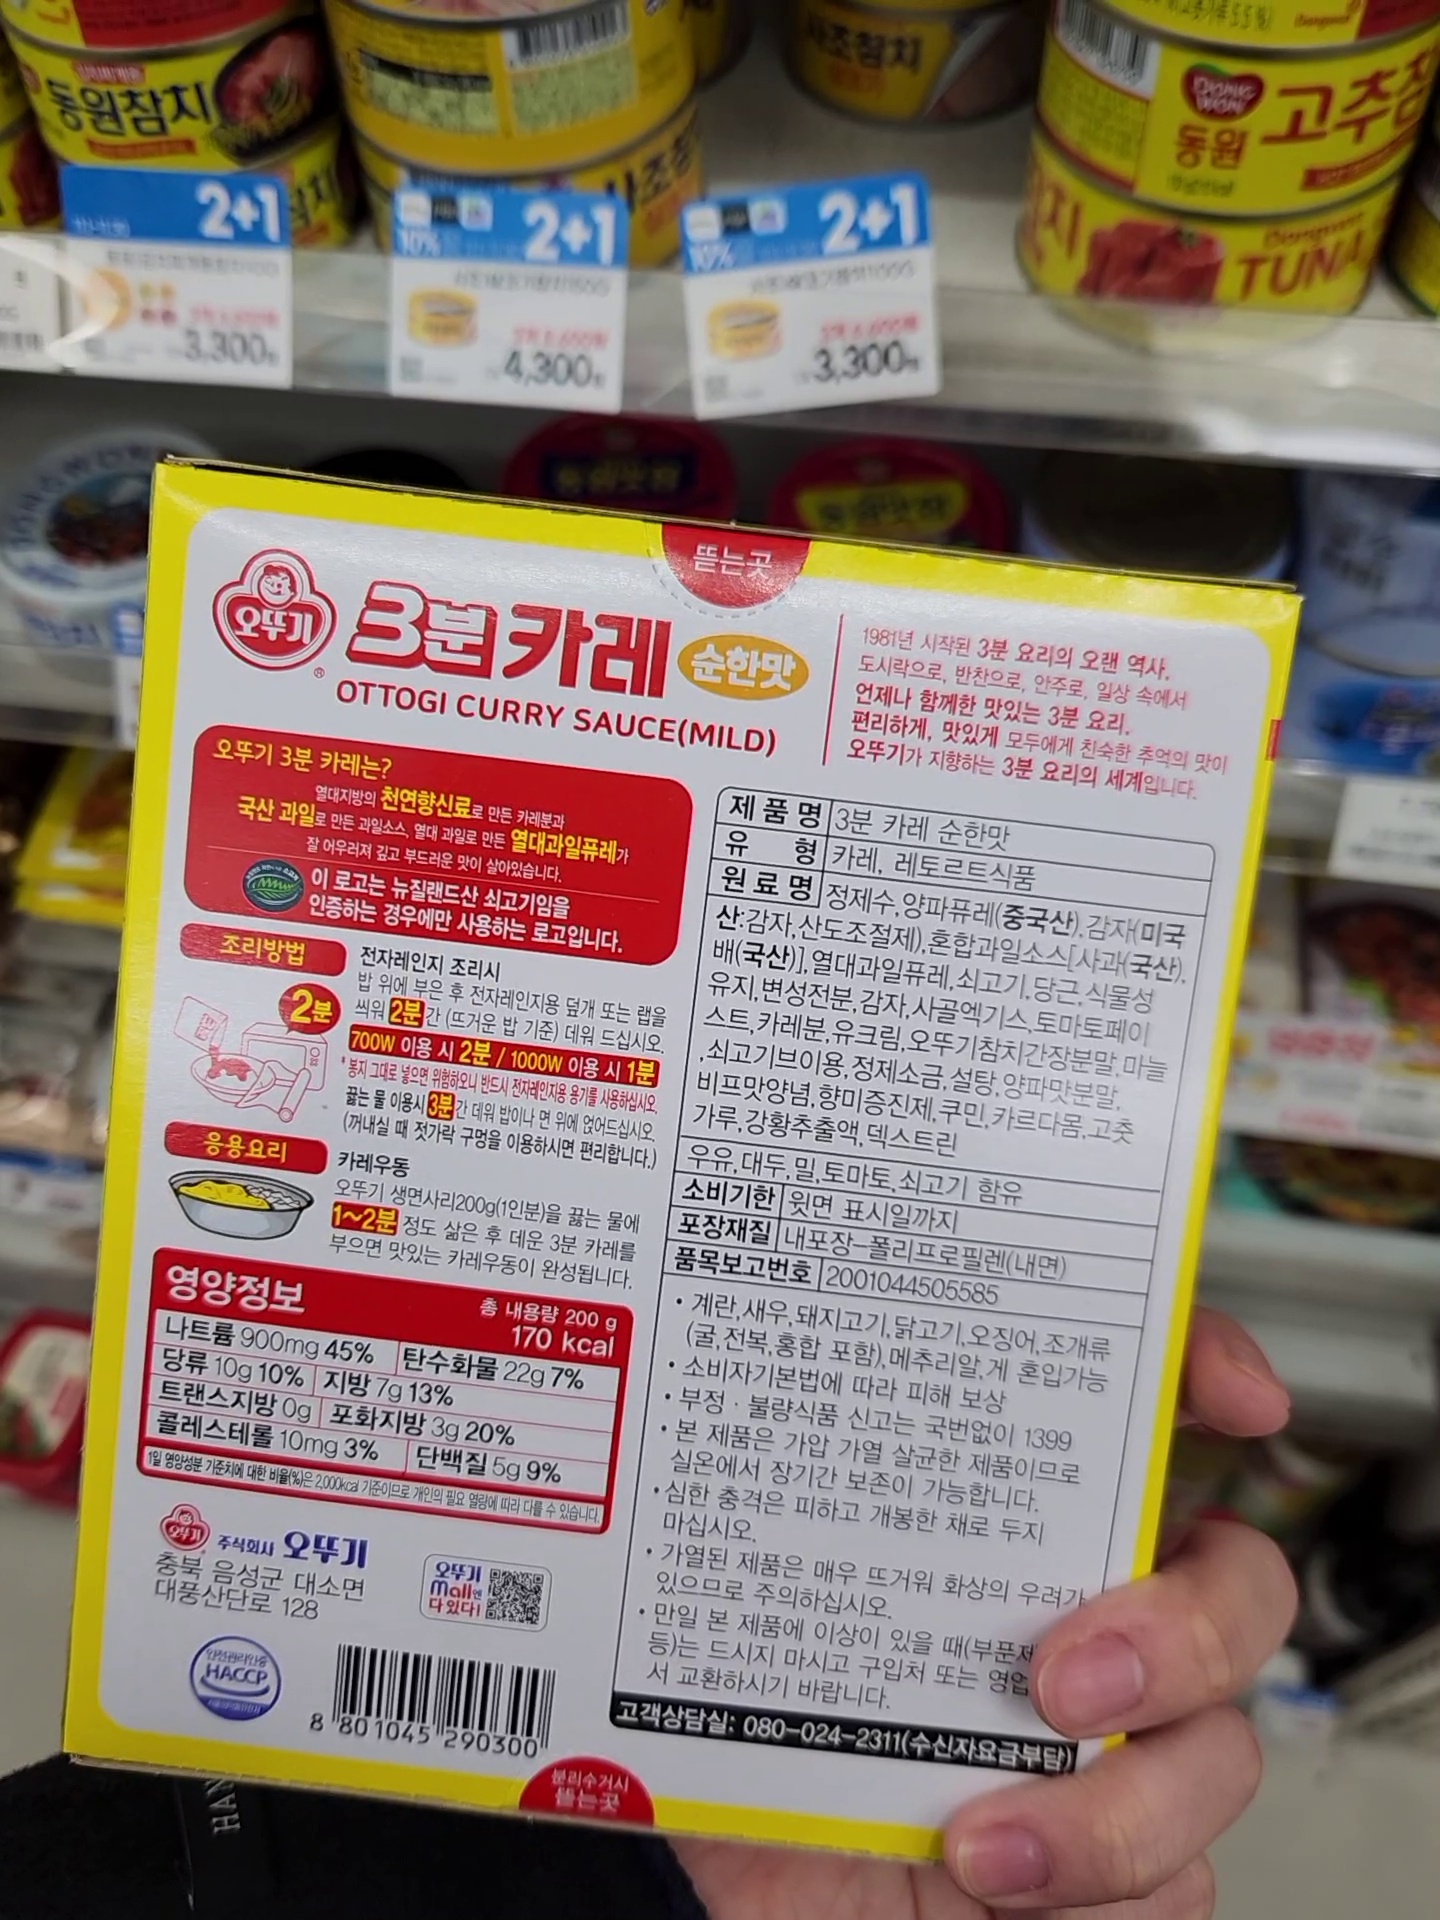 동원참치
사조참치
DONG WON
동원
고추참
Dongwon
TUNA
2+1
3,300
10%
2+1
4,300
10%
2+1
3,300
뜯는곳
오뚜기
®
3분 카레
순한맛
OTTOGI CURRY SAUCE(MILD)
1981년 시작된 3분 요리의 오랜 역사,
도시락으로, 반찬으로, 안주로, 일상 속에서
언제나 함께한 맛있는 3분 요리.
편리하게, 맛있게 모두에게 친숙한 추억의 맛이
오뚜기가 지향하는 3분 요리의 세계입니다.
오뚜기 3분 카레는?
열대지방의 천연향신료로 만든 카레분과
국산 과일로 만든 과일소스, 열대 과일로 만든 열대과일퓨레가
잘 어우러져 깊고 부드러운 맛이 살아있습니다.
이 로고는 뉴질랜드산 쇠고기임을
인증하는 경우에만 사용하는 로고입니다.
조리방법
2분
전자레인지 조리시
밥 위에 부은 후 전자레인지용 덮개 또는 랩을
씌워 2분간 (뜨거운 밥 기준) 데워 드십시오.
700W 이용 시 2분 / 1000W 이용 시 1분
*봉지 그대로 넣으면 위험하오니 반드시 전자레인지용 용기를 사용하십시오.
끓는 물 이용시 3분간 데워 밥이나 면 위에 얹어드십시오.
(꺼내실 때 젓가락 구멍을 이용하시면 편리합니다.)
응용요리
카레우동
오뚜기 생면사리200g(1인분)을 끓는 물에
1~2분 정도 삶은 후 데운 3분 카레를
부으면 맛있는 카레우동이 완성됩니다.
영양정보
총 내용량 200 g
170 kcal
나트륨 900mg 45% 탄수화물 22g 7%
당류 10g 10% 지방 7g 13%
트랜스지방 0g 포화지방 3g 20%
콜레스테롤 10mg 3% 단백질 5g 9%
1일 영양성분 기준치에 대한 비율(%)은 2,000kcal 기준이므로 개인의 필요 열량에 따라 다를 수 있습니다.
오뚜기
주식회사 오뚜기
충북 음성군 대소면
대풍산단로 128
오뚜기
mall엔
다있다!
안전관리인증
HACCP
8 801045 290300
제품명 3분 카레 순한맛
유 형 카레, 레토르트식품
원료명 정제수,양파퓨레(중국산),감자(미국
산:감자,산도조절제),혼합과일소스[사과(국산),
배(국산)],열대과일퓨레,쇠고기,당근,식물성
유지,변성전분,감자,사골엑기스,토마토페이
스트,카레분,유크림,오뚜기참치간장분말,마늘
,쇠고기브이용,정제소금,설탕,양파맛분말,
비프맛양념,향미증진제,쿠민,카르다몸,고춧
가루,강황추출액,덱스트린
우유,대두,밀,토마토,쇠고기 함유
소비기한 윗면 표시일까지
포장재질 내포장-폴리프로필렌(내면)
품목보고번호 2001044505585
• 계란,새우,돼지고기,닭고기,오징어,조개류
(굴,전복,홍합 포함),메추리알,게 혼입가능
• 소비자기본법에 따라 피해 보상
• 부정·불량식품 신고는 국번없이 1399
• 본 제품은 가압 가열 살균한 제품이므로
실온에서 장기간 보존이 가능합니다.
• 심한 충격은 피하고 개봉한 채로 두지
마십시오.
• 가열된 제품은 매우 뜨거워 화상의 우려가
있으므로 주의하십시오.
• 만일 본 제품에 이상이 있을 때(부푼제
등)는 드시지 마시고 구입처 또는 영업
서 교환하시기 바랍니다.
고객상담실: 080-024-2311(수신자요금부담)
분리수거시
뜯는곳
HAN